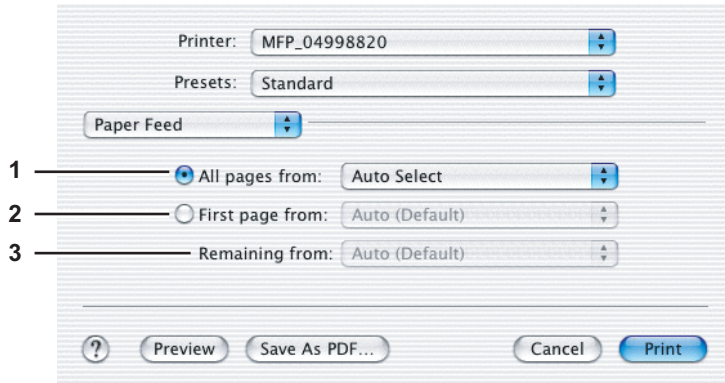 Printer: MFP_04998820
Presets: Standard
Paper Feed
1 All pages from: Auto Select
2 First page from: Auto (Default)
3 Remaining from: Auto (Default)
? Preview Save As PDF... Cancel Print